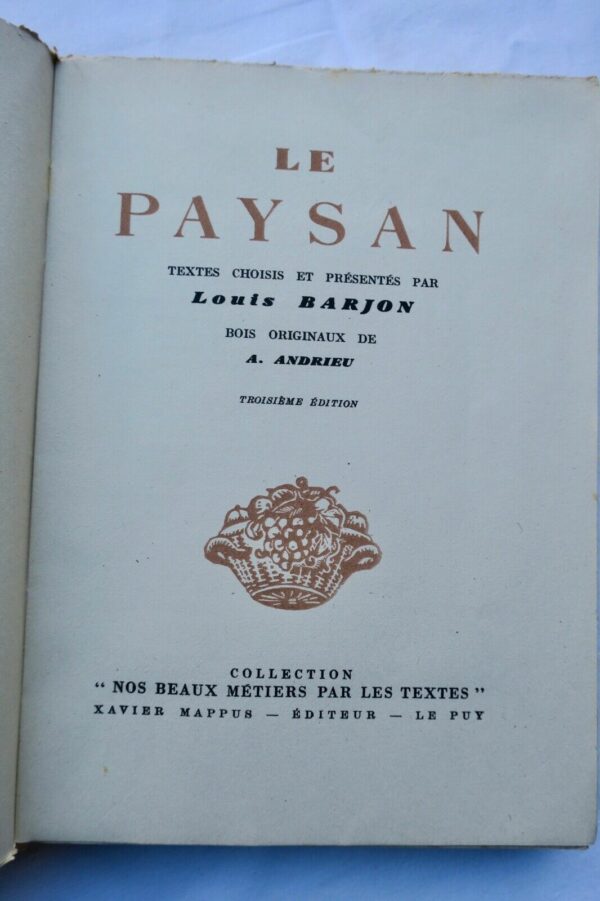 LE
PAYSAN
TEXTES CHOISIS ET PRÉSENTÉS PAR
Louis BARJON
BOIS ORIGINAUX DE
A. ANDRIEU
TROISIÈME ÉDITION
COLLECTION
" NOS BEAUX MÉTIERS PAR LES TEXTES "
XAVIER MAPPUS — ÉDITEUR — LE PUY